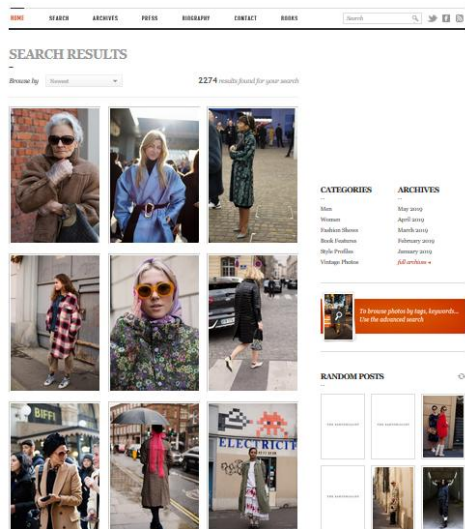 HOME SEARCH ARCHIVES PRESS BIOGRAPHY CONTACT BOOKS Search
SEARCH RESULTS
Browse by Newest 2274 results found for your search
CATEGORIES ARCHIVES
Men May 2019
Women April 2019
Fashion Shows March 2019
Book Features February 2019
Style Profiles January 2019
Vintage Photos full archives
To browse photos by tags, keywords...
Use the advanced search
RANDOM POSTS
BIFFI
ELECTRICIT